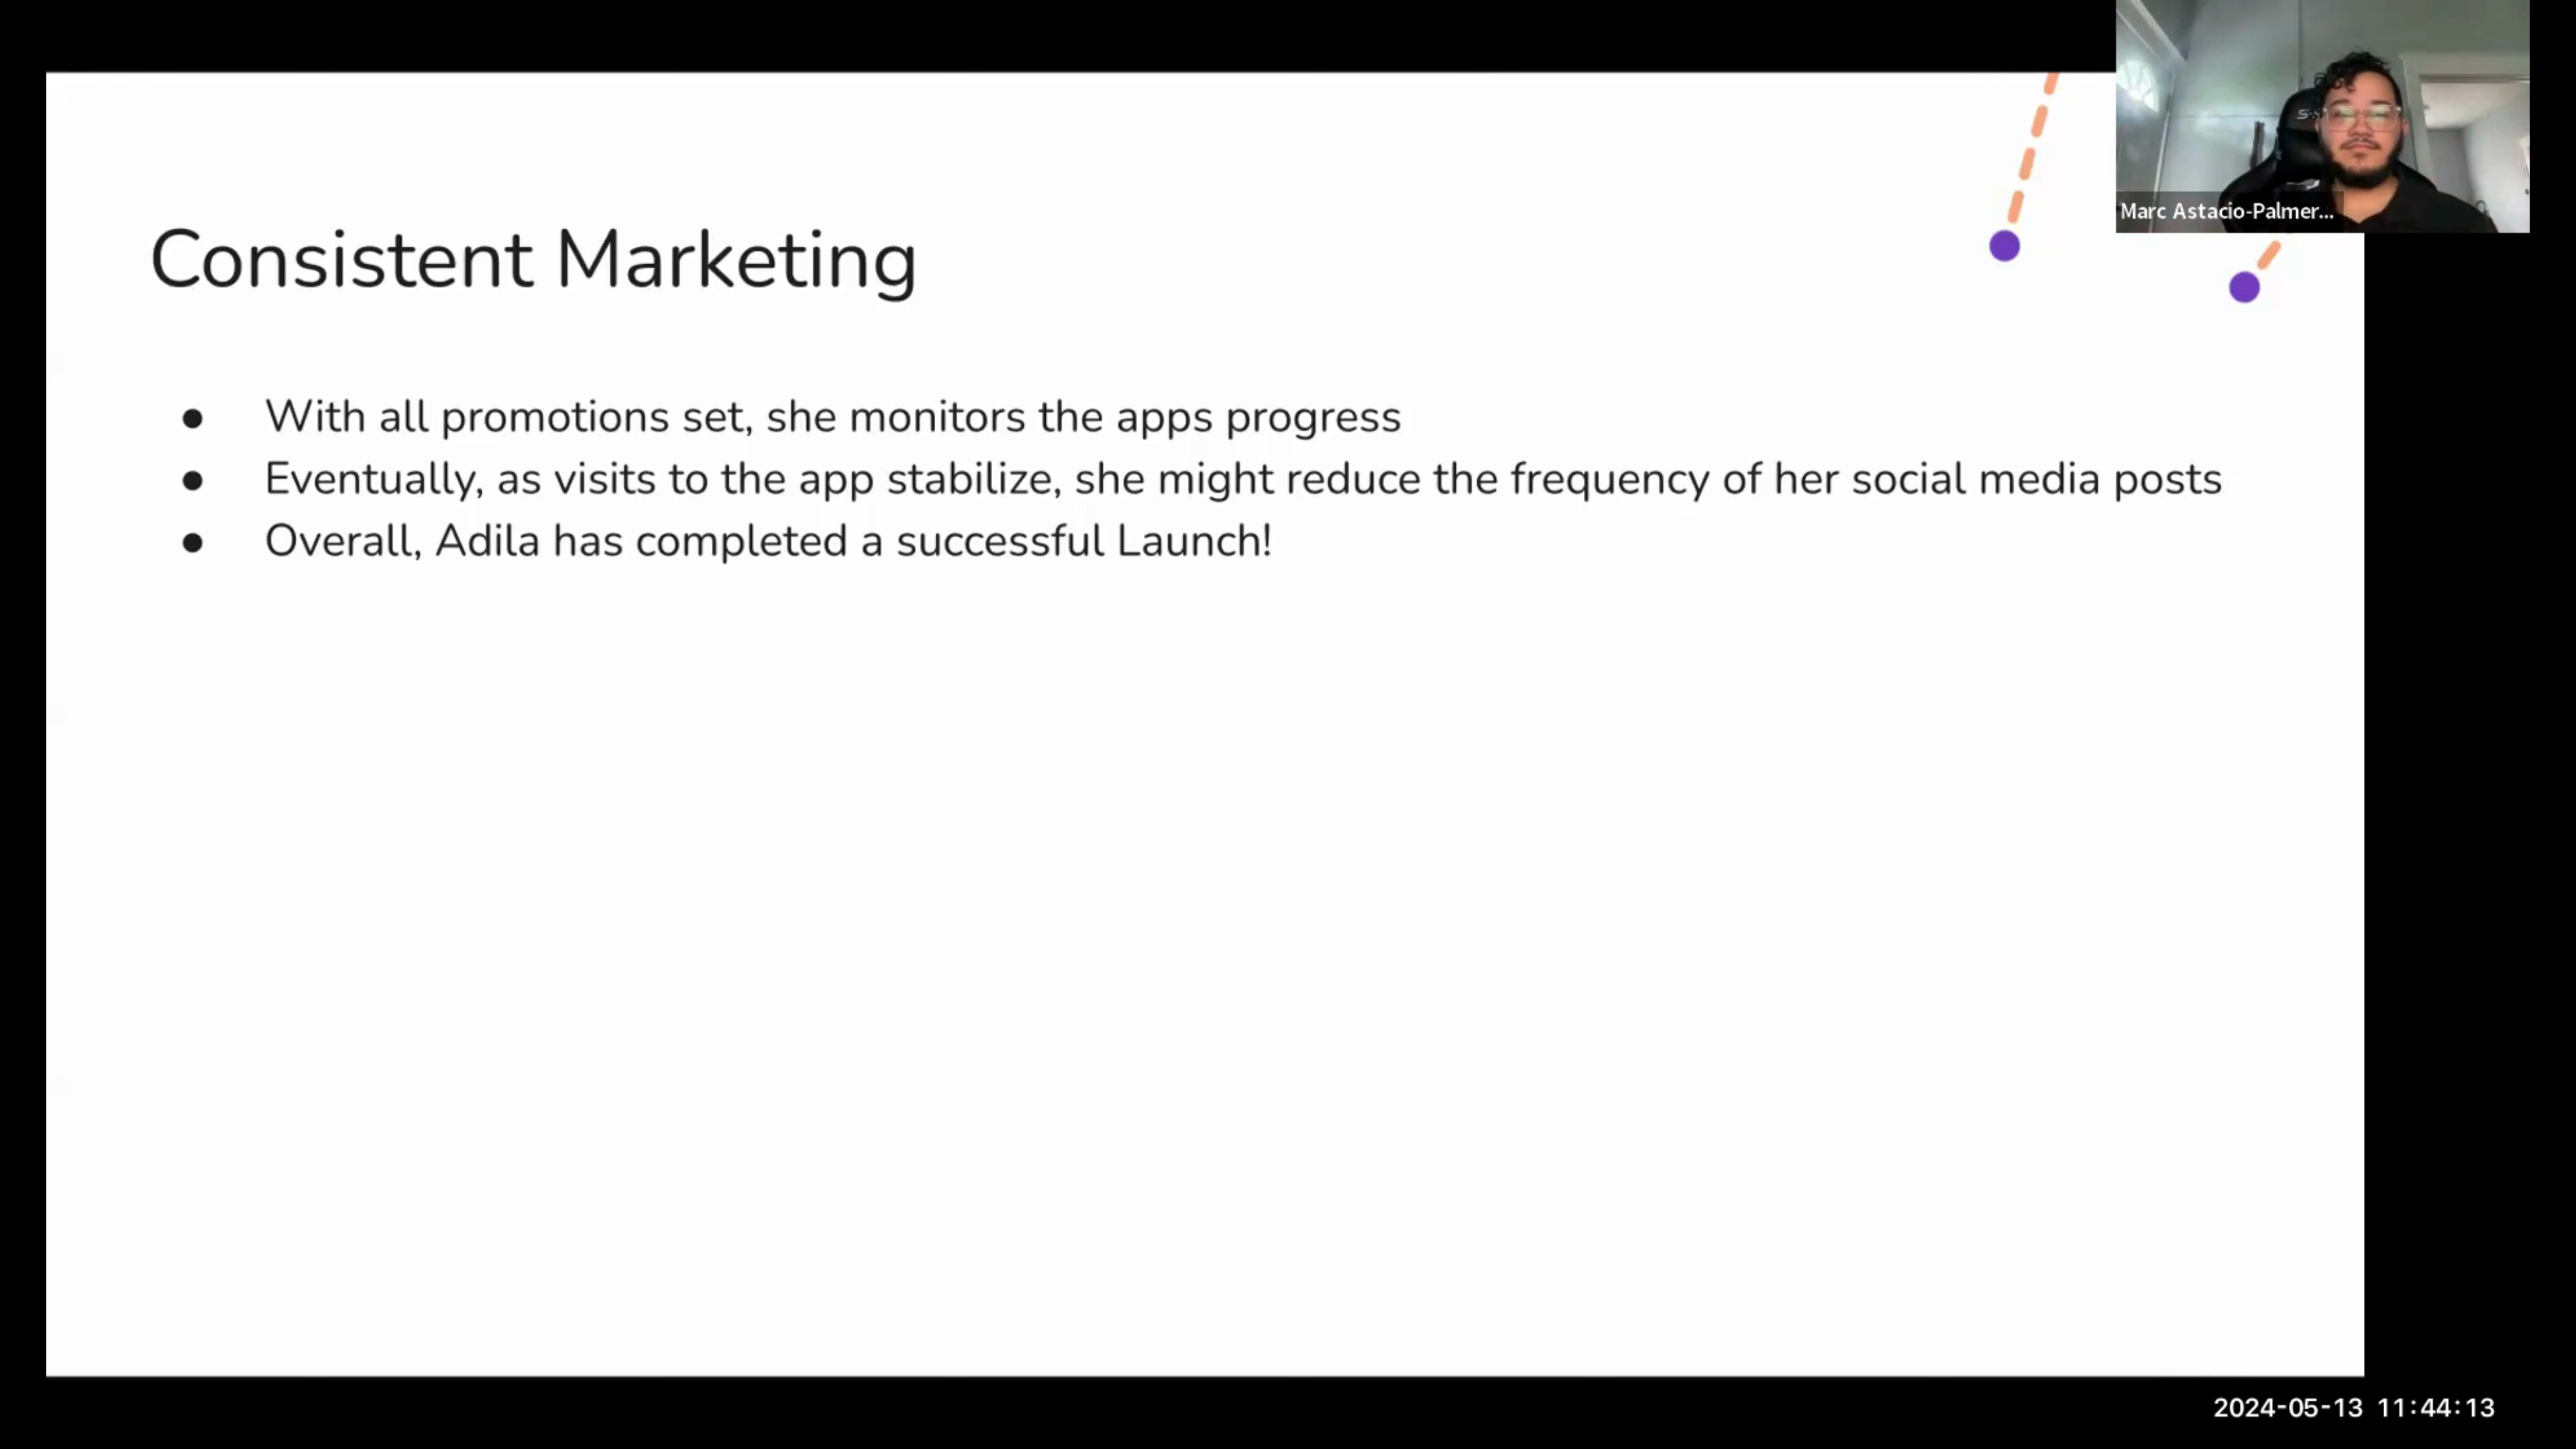 Marc Astacio-Palmer...
Consistent Marketing
● With all promotions set, she monitors the apps progress
● Eventually, as visits to the app stabilize, she might reduce the frequency of her social media posts
● Overall, Adila has completed a successful Launch!
2024-05-13 11:44:13